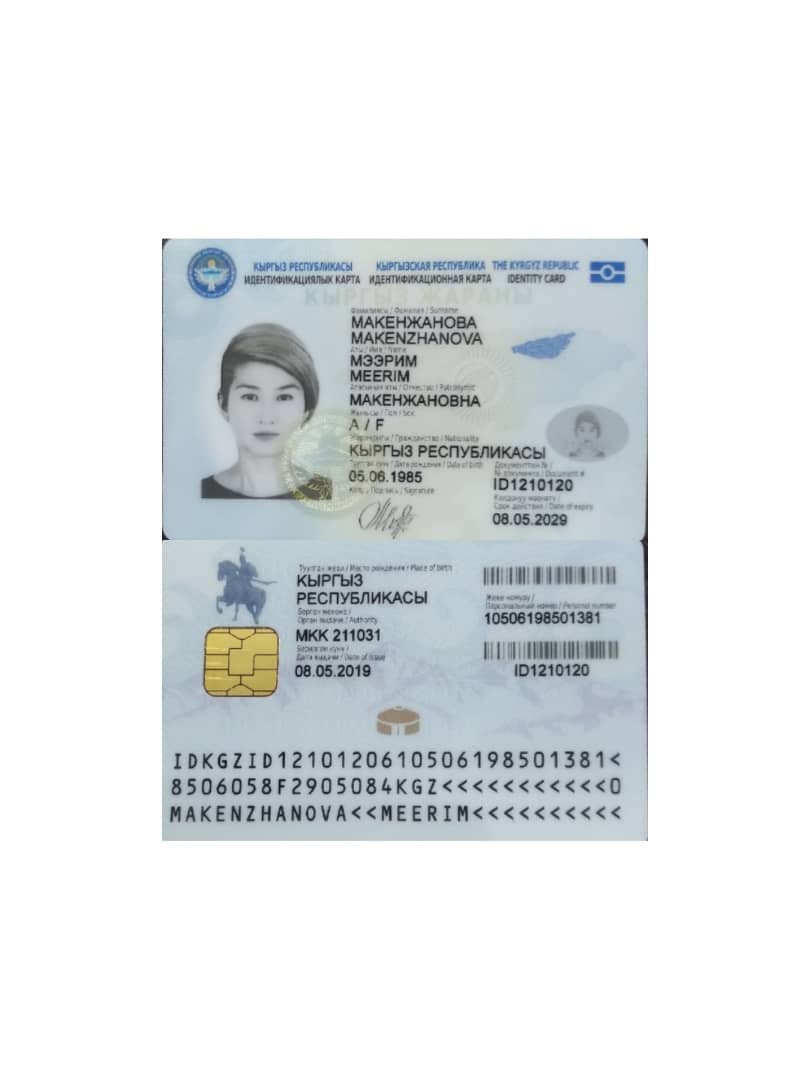 КЫРГЫЗ РЕСПУБЛИКАСЫ КЫРГЫЗСКАЯ РЕСПУБЛИКА THE KYRGYZ REPUBLIC
ИДЕНТИФИКАЦИЯЛЫК КАРТА ИДЕНТИФИКАЦИОННАЯ КАРТА IDENTITY CARD
КЫРГЫЗ ЖАРАНЫ
Фамилиясы / Фамилия / Surname
МАКЕНЖАНОВА
MAKENZHANOVA
Аты / Имя / Name
МЭЭРИМ
MEERIM
Атасынын аты / Отчество / Patronymic
МАКЕНЖАНОВНА
Жынысы / Пол / Sex
A / F
Жарандыгы / Гражданство / Nationality
КЫРГЫЗ РЕСПУБЛИКАСЫ
Туулган күнү / Дата рождения / Date of birth
05.06.1985
Колу / Подпись / Signature
Документтин № /
№ документа / Document #
ID1210120
Колдонуу мөөнөтү /
Срок действия / Date of expiry
08.05.2029
Туулган жери / Место рождения / Place of birth
КЫРГЫЗ
РЕСПУБЛИКАСЫ
Берген мекеме /
Орган выдачи / Authority
МКК 211031
Берилген күнү /
Дата выдачи / Date of issue
08.05.2019
Жеке номуру /
Персональный номер / Personal number
10506198501381
ID1210120
IDKGZID1210120610506198501381<
8506058F2905084KGZ<<<<<<<<<<<0
MAKENZHANOVA<<MEERIM<<<<<<<<<<